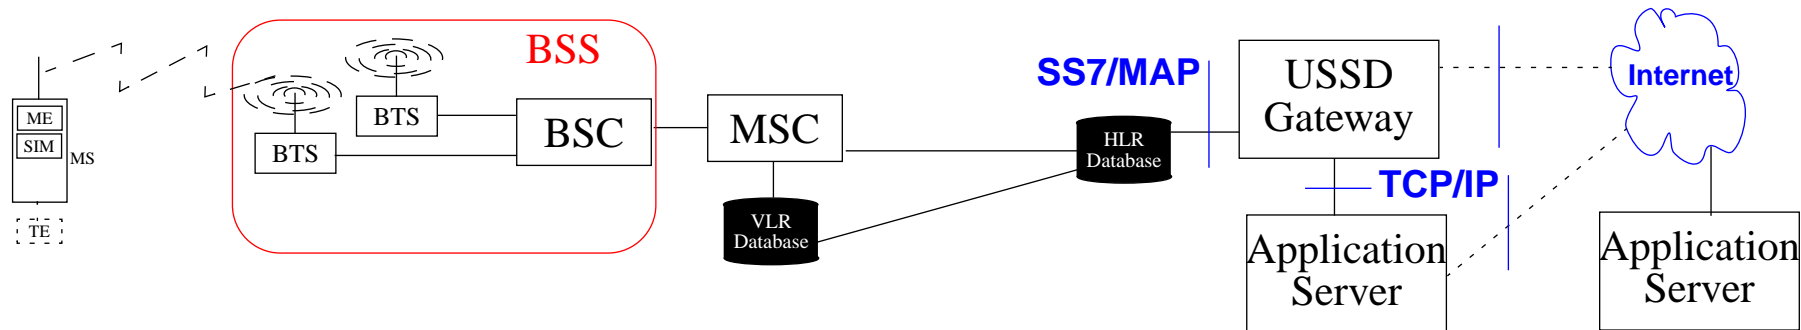 ME
SIM
MS
TE
BSS
BTS
BTS
BSC
MSC
VLR
Database
HLR
Database
SS7/MAP
USSD
Gateway
TCP/IP
Application
Server
Internet
Application
Server